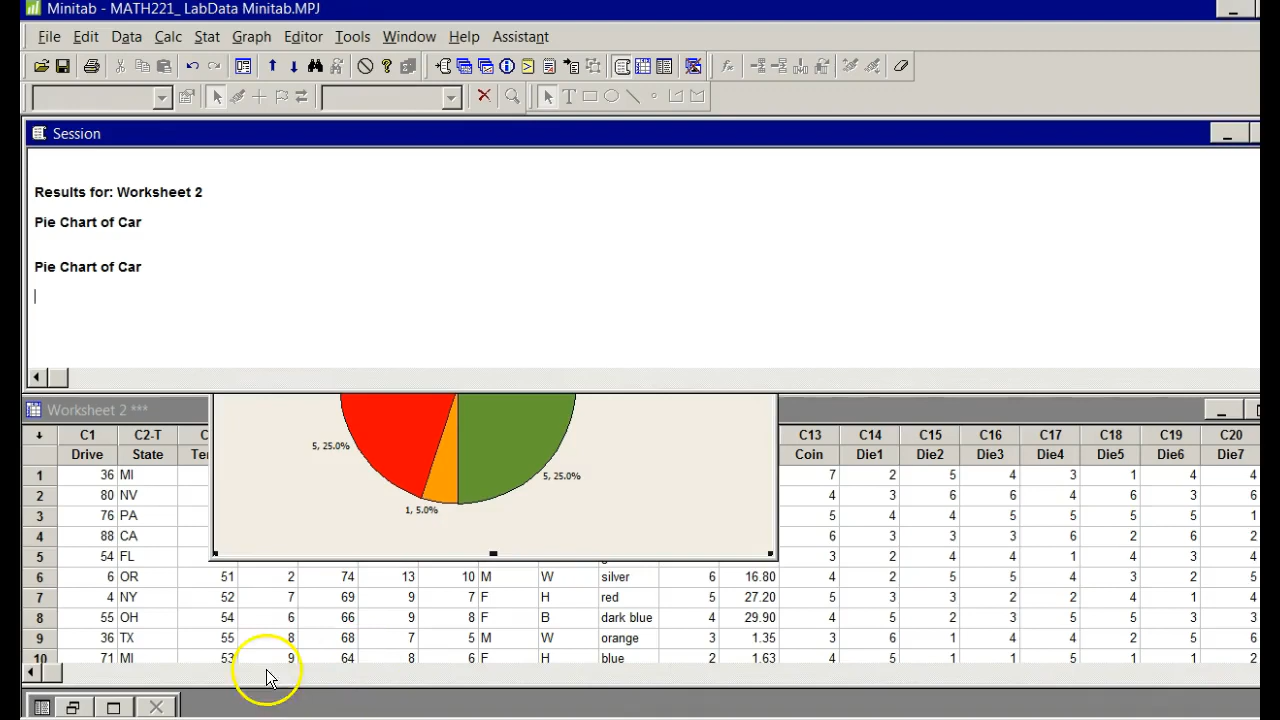 Minitab - MATH221_ LabData Minitab.MPJ
File Edit Data Calc Stat Graph Editor Tools Window Help Assistant
Session
Results for: Worksheet 2
Pie Chart of Car
Pie Chart of Car
Worksheet 2 ***
5, 25.0%
5, 25.0%
1, 5.0%
C1 C2-T C13 C14 C15 C16 C17 C18 C19 C20
Drive State Coin Die1 Die2 Die3 Die4 Die5 Die6 Die7
1 36 MI 7 2 5 4 3 1 4 4
2 80 NV 4 3 6 6 4 6 3 6
3 76 PA 5 4 4 5 5 5 5 1
4 88 CA 6 3 3 3 6 2 6 2
5 54 FL 3 2 4 4 1 4 3 4
6 6 OR 51 2 74 13 10 M W silver 6 16.80 4 2 5 5 4 3 2 5
7 4 NY 52 7 69 9 7 F H red 5 27.20 4 3 3 2 2 4 1 4
8 55 OH 54 6 66 9 8 F B dark blue 4 29.90 4 5 2 3 5 5 3 3
9 36 TX 55 8 68 7 5 M W orange 3 1.35 3 6 1 4 4 2 5 6
10 71 MI 53 9 64 8 6 F H blue 2 1.63 4 5 1 1 5 1 1 2